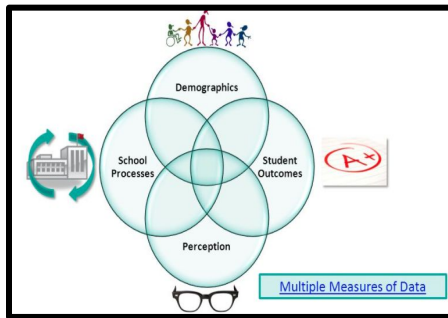 Demographics
School
Processes
Student
Outcomes
A+
Perception
Multiple Measures of Data